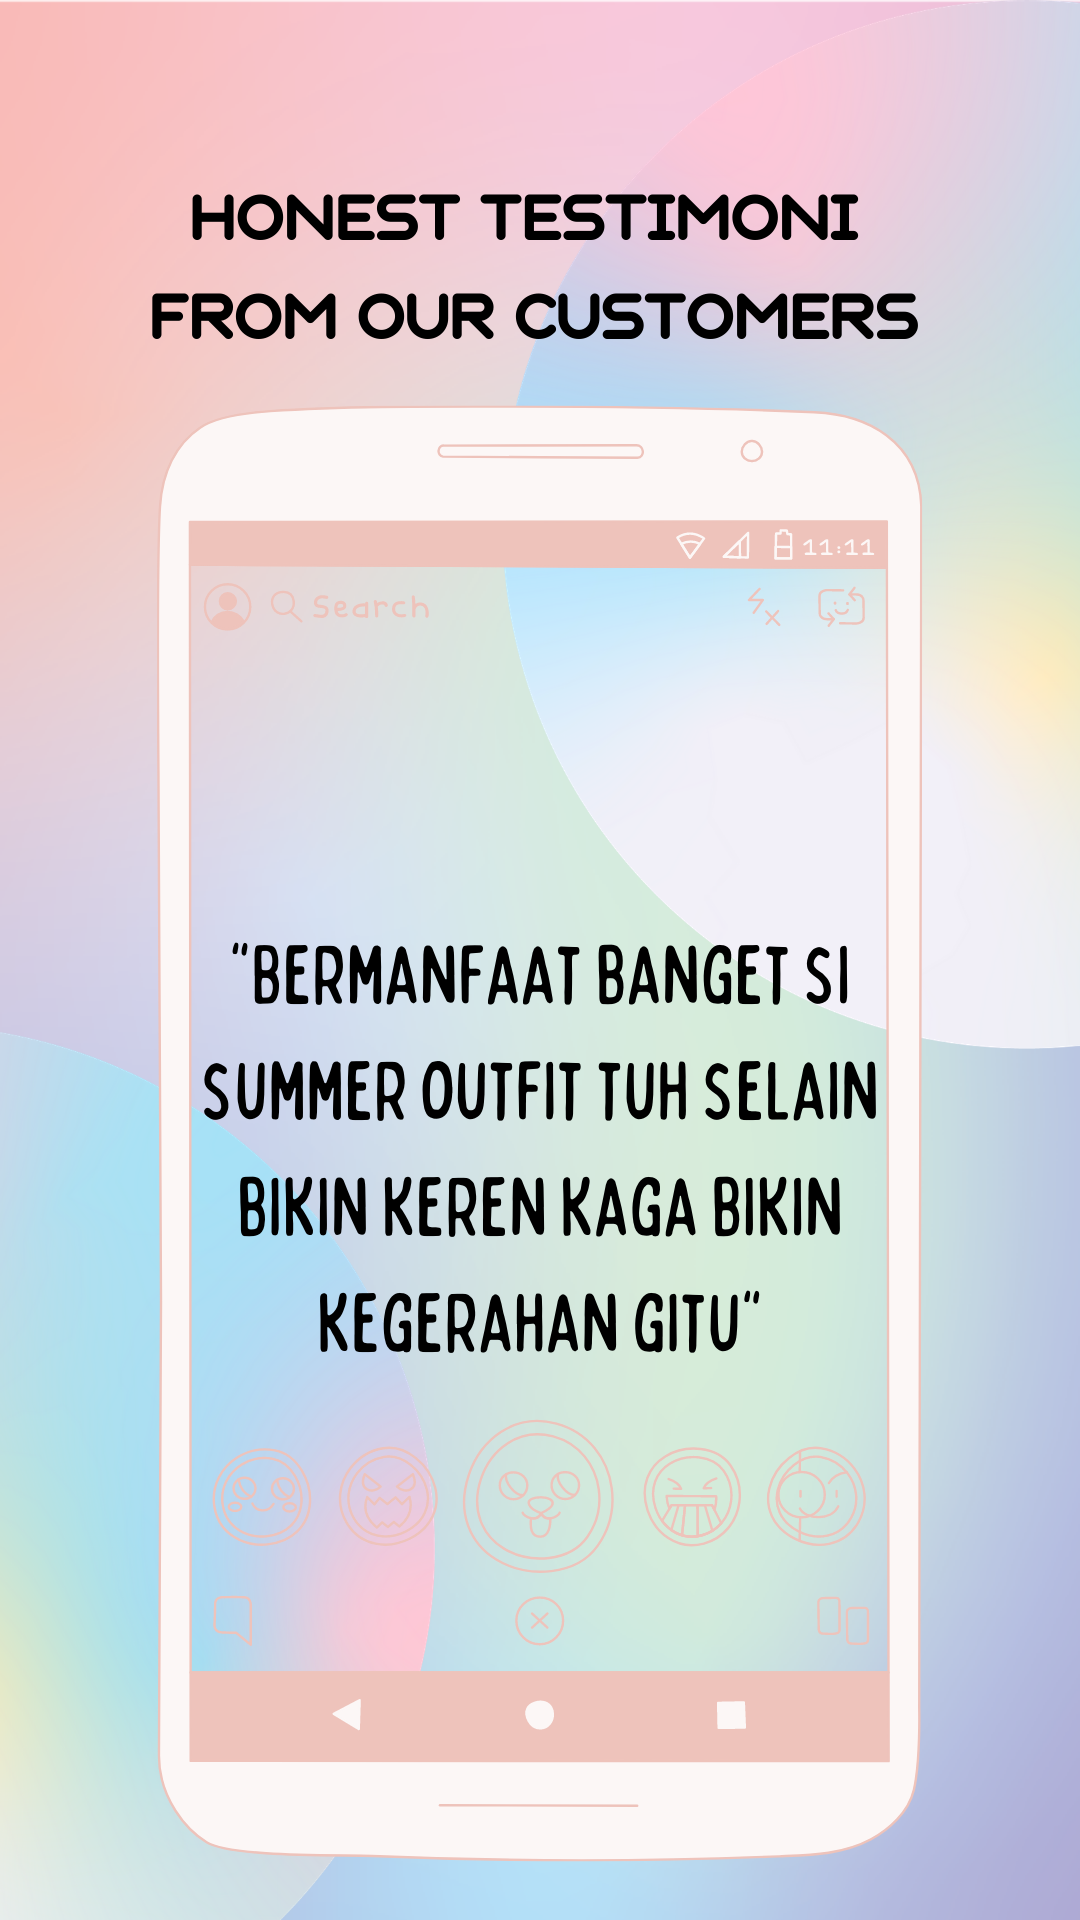 HONEST TESTIMONI
FROM OUR CUSTOMERS
11:11
Search
"BERMANFAAT BANGET SI
SUMMER OUTFIT TUH SELAIN
BIKIN KEREN KAGA BIKIN
KEGERAHAN GITU"